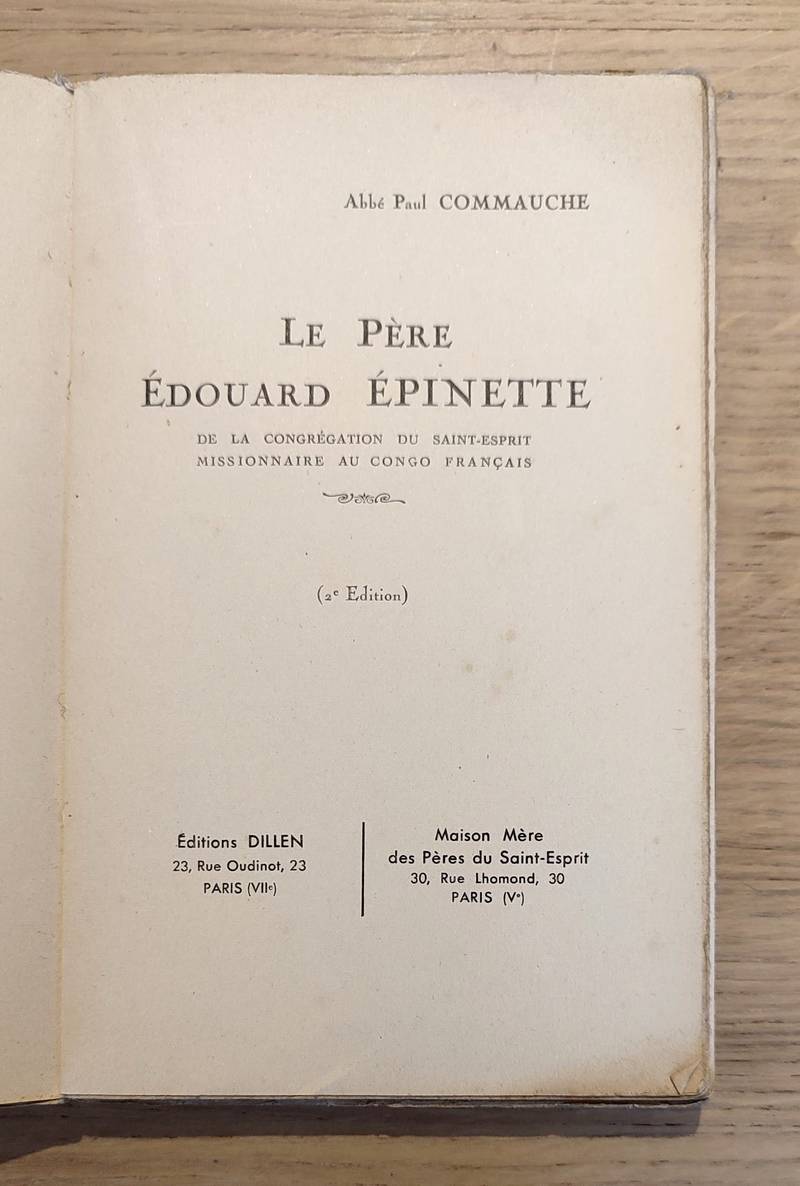 Abbé Paul COMMAUCHE
LE PÈRE
ÉDOUARD ÉPINETTE
DE LA CONGRÉGATION DU SAINT-ESPRIT
MISSIONNAIRE AU CONGO FRANÇAIS
(2e Edition)
Éditions DILLEN
23, Rue Oudinot, 23
PARIS (VIIe)
Maison Mère
des Pères du Saint-Esprit
30, Rue Lhomond, 30
PARIS (Ve)